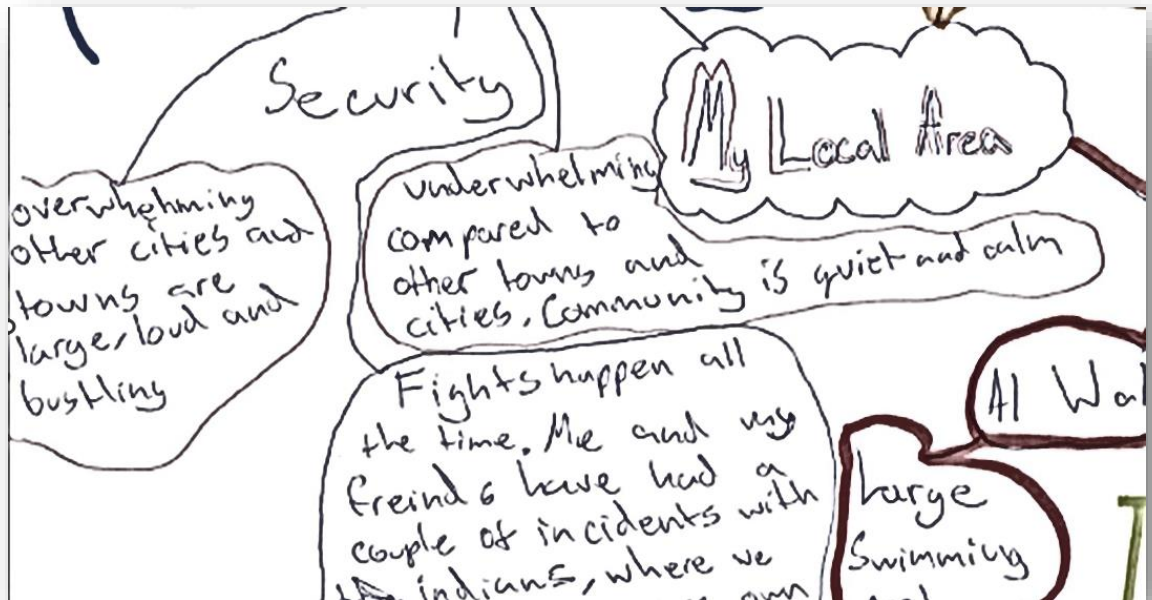 Security
My Local Area
overwhehming
other cities and
towns are
large, loud and
bustling
underwhelming
compared to
other towns and
cities. Community is quiet and calm
Fights happen all
the time. Me and my
freinds have had a
couple of incidents with
indians, where we
own
Al Wa
Large
Swimming